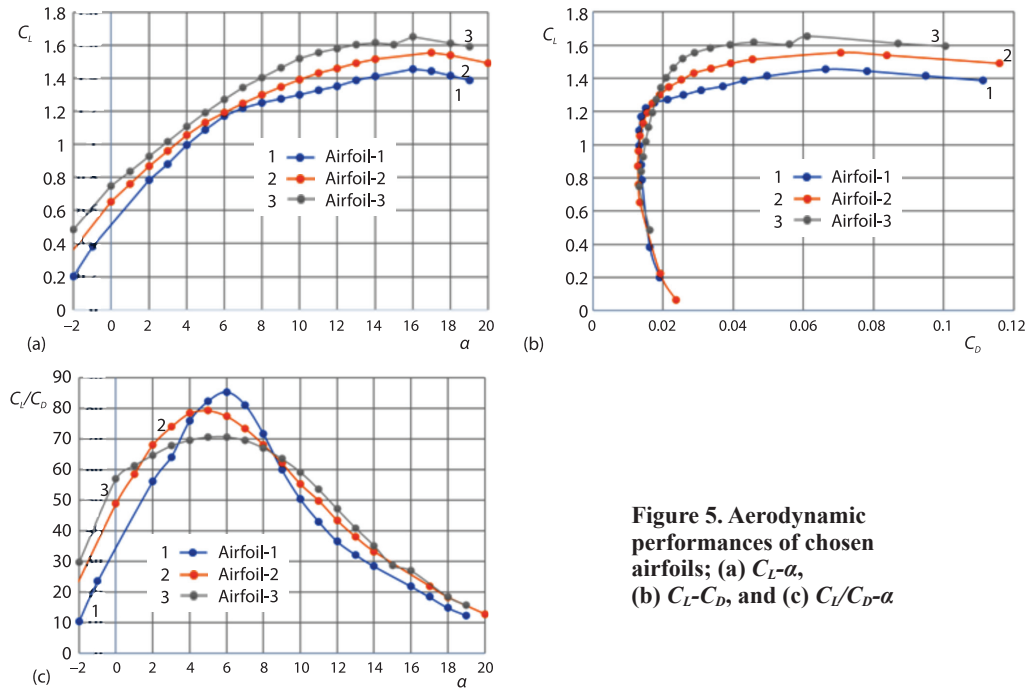 1.8
C_L
1.6
1.4
1.2
1
0.8
0.6
0.4
0.2
0
−2 0 2 4 6 8 10 12 14 16 18 20
(a) α
3
2
1
1 Airfoil-1
2 Airfoil-2
3 Airfoil-3
1.8
C_L
1.6
1.4
1.2
1
0.8
0.6
0.4
0.2
0
0 0.02 0.04 0.06 0.08 0.1 0.12
(b) C_D
3
2
1
1 Airfoil-1
2 Airfoil-2
3 Airfoil-3
90
C_L/C_D
80
70
60
50
40
30
20
10
0
−2 0 2 4 6 8 10 12 14 16 18 20
(c) α
2
3
1
1 Airfoil-1
2 Airfoil-2
3 Airfoil-3
Figure 5. Aerodynamic
performances of chosen
airfoils; (a) C_L-α,
(b) C_L-C_D, and (c) C_L/C_D-α